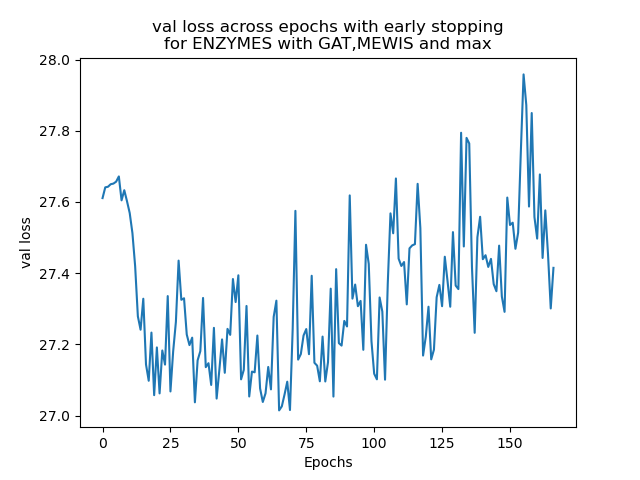 val loss across epochs with early stopping
for ENZYMES with GAT,MEWIS and max
28.0
27.8
27.6
27.4
27.2
27.0
val loss
0 25 50 75 100 125 150
Epochs